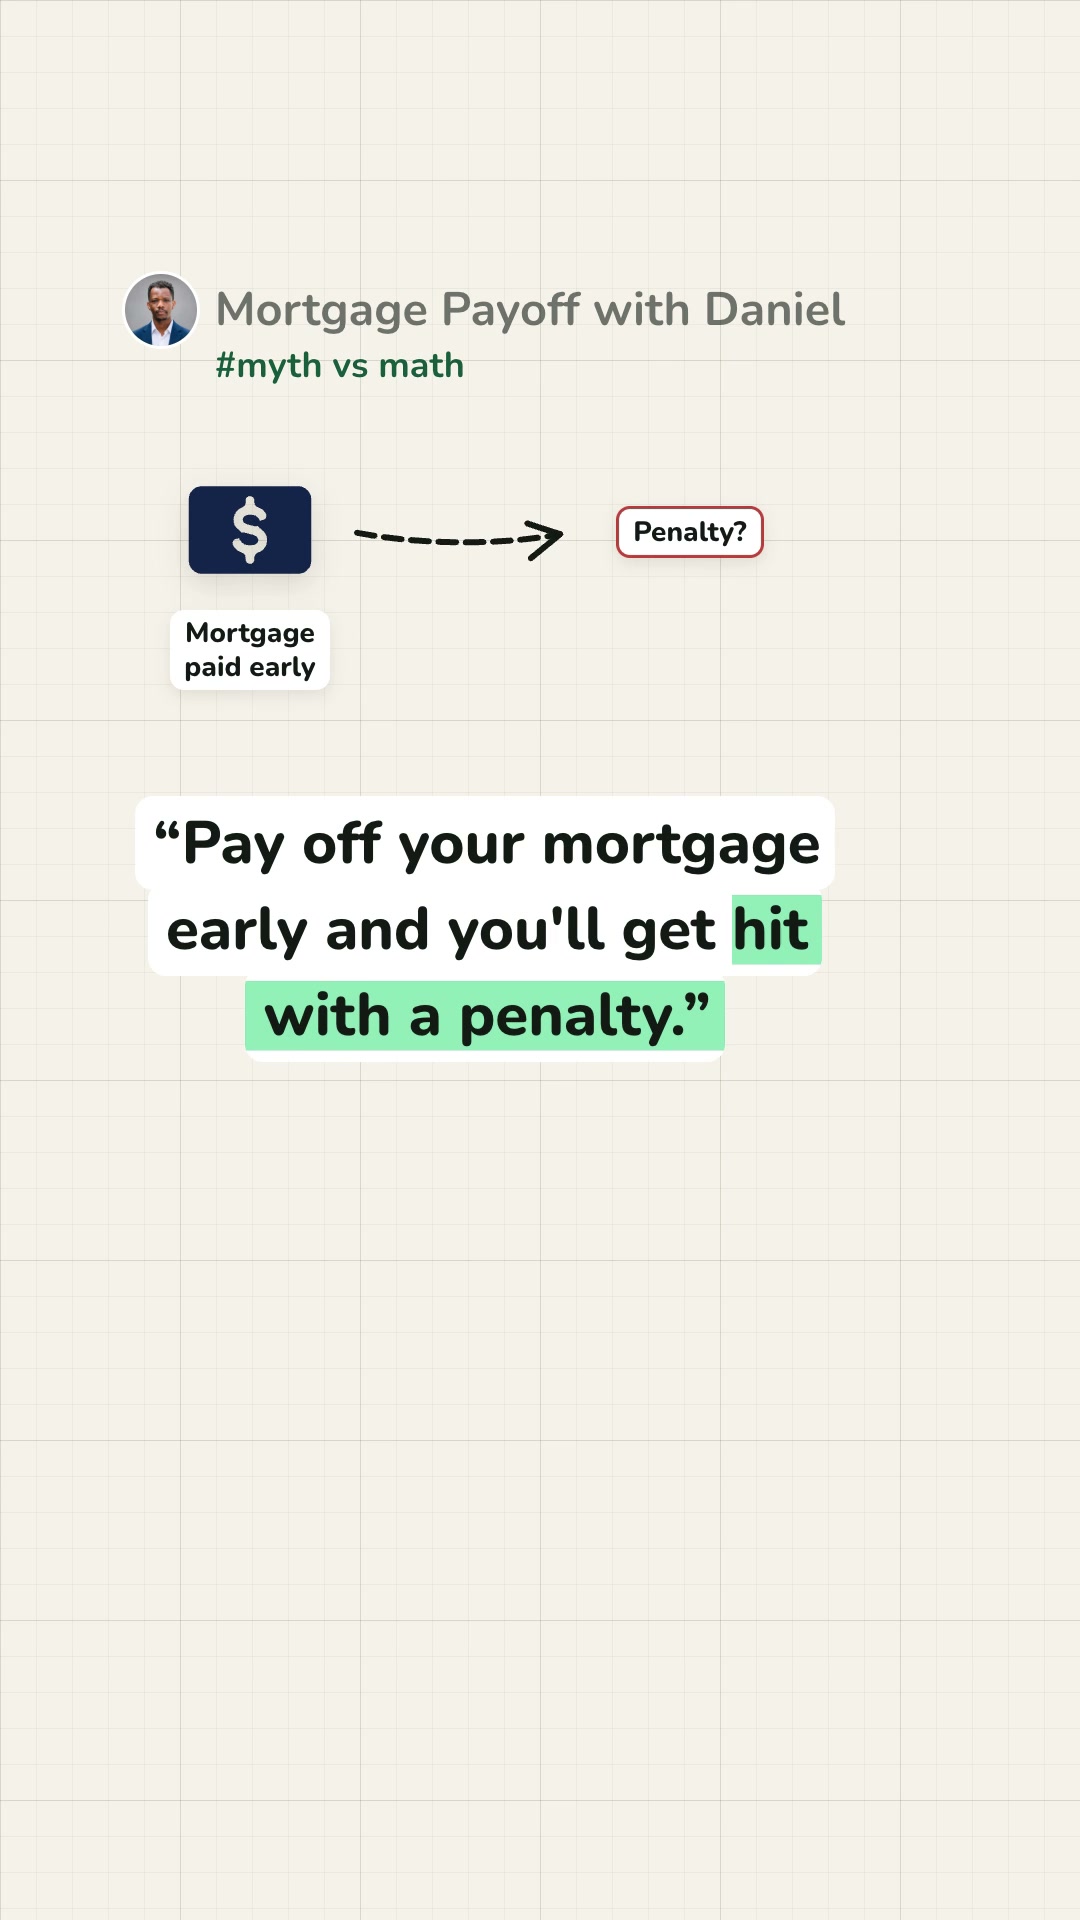 Mortgage Payoff with Daniel
#myth vs math
$
Penalty?
Mortgage
paid early
“Pay off your mortgage
early and you'll get hit
with a penalty.”